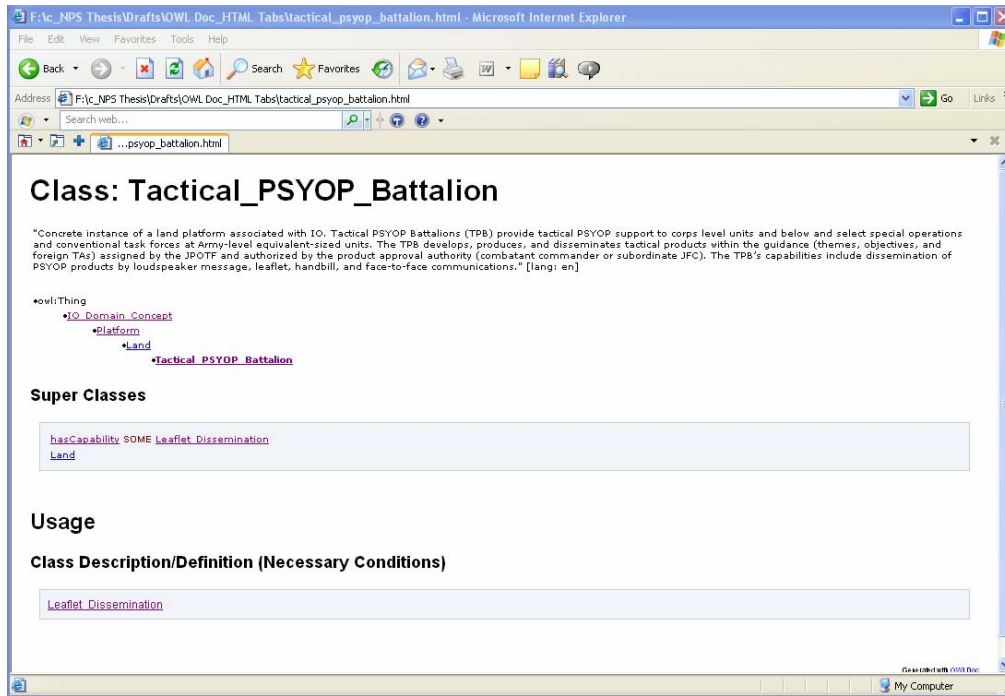 F:\c_NPS Thesis\Drafts\OWL Doc_HTML Tabs\tactical_psyop_battalion.html - Microsoft Internet Explorer
File Edit View Favorites Tools Help
Back Search Favorites
Address F:\c_NPS Thesis\Drafts\OWL Doc_HTML Tabs\tactical_psyop_battalion.html Go Links
Search web...
...psyop_battalion.html
Class: Tactical_PSYOP_Battalion
"Concrete instance of a land platform associated with IO. Tactical PSYOP Battalions (TPB) provide tactical PSYOP support to corps level units and below and select special operations
and conventional task forces at Army-level equivalent-sized units. The TPB develops, produces, and disseminates tactical products within the guidance (themes, objectives, and
foreign TAs) assigned by the JPOTF and authorized by the product approval authority (combatant commander or subordinate JFC). The TPB's capabilities include dissemination of
PSYOP products by loudspeaker message, leaflet, handbill, and face-to-face communications." [lang: en]
•owl:Thing
•IO_Domain_Concept
•Platform
•Land
•Tactical_PSYOP_Battalion
Super Classes
hasCapability SOME Leaflet_Dissemination
Land
Usage
Class Description/Definition (Necessary Conditions)
Leaflet_Dissemination
Generated with OWLDoc
My Computer